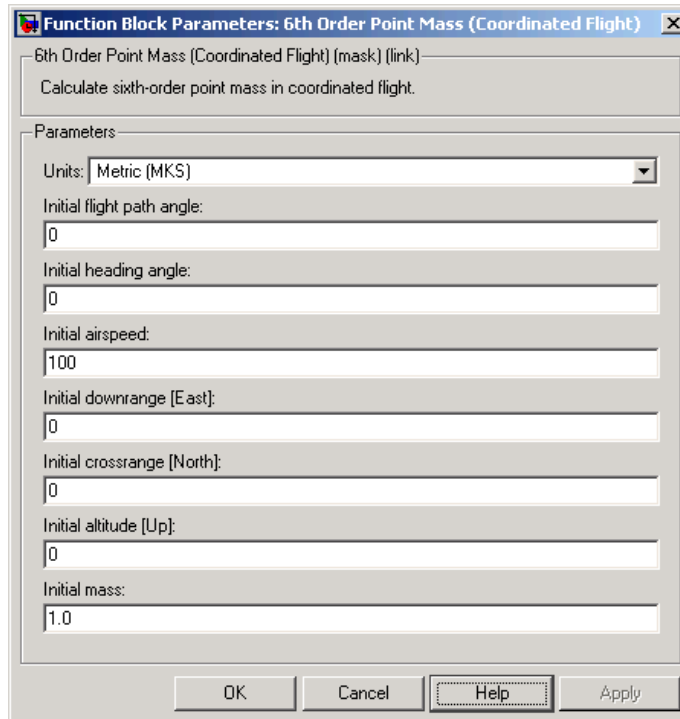 Function Block Parameters: 6th Order Point Mass (Coordinated Flight)
6th Order Point Mass (Coordinated Flight) (mask) (link)
Calculate sixth-order point mass in coordinated flight.
Parameters
Units: Metric (MKS)
Initial flight path angle:
0
Initial heading angle:
0
Initial airspeed:
100
Initial downrange [East]:
0
Initial crossrange [North]:
0
Initial altitude [Up]:
0
Initial mass:
1.0
OK Cancel Help Apply